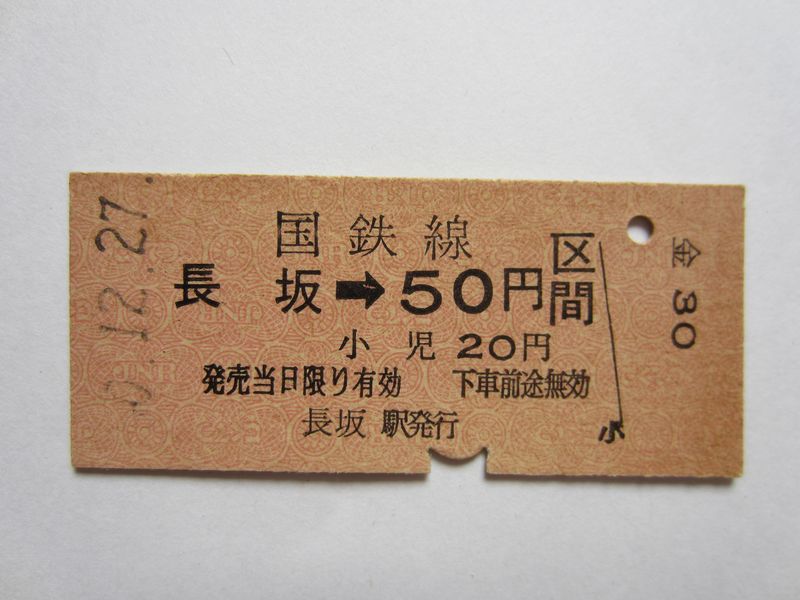 .12.27.
国鉄線
長坂➡50円区間
小児20円
発売当日限り有効 下車前途無効
長坂駅発行
小
金30